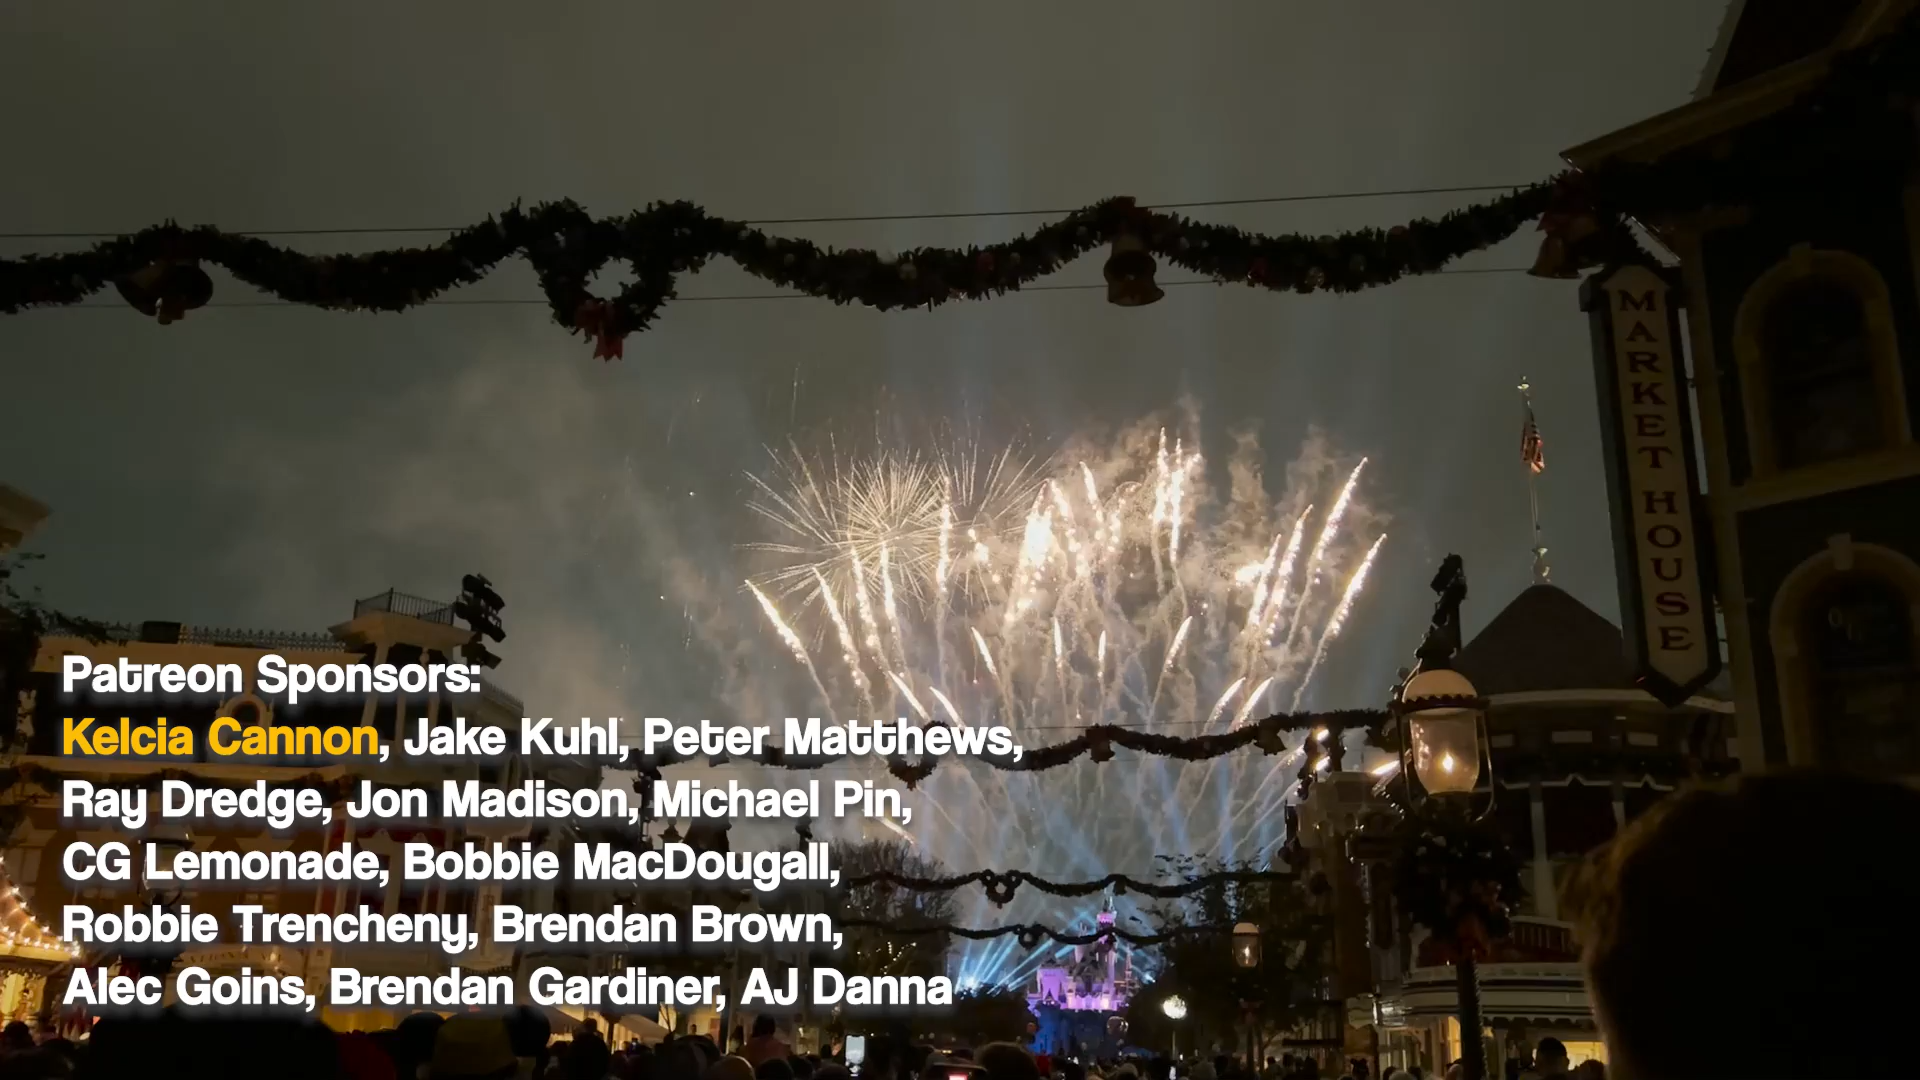 MARKET HOUSE
Patreon Sponsors:
Kelcia Cannon, Jake Kuhl, Peter Matthews,
Ray Dredge, Jon Madison, Michael Pin,
CG Lemonade, Bobbie MacDougall,
Robbie Trencheny, Brendan Brown,
Alec Goins, Brendan Gardiner, AJ Danna